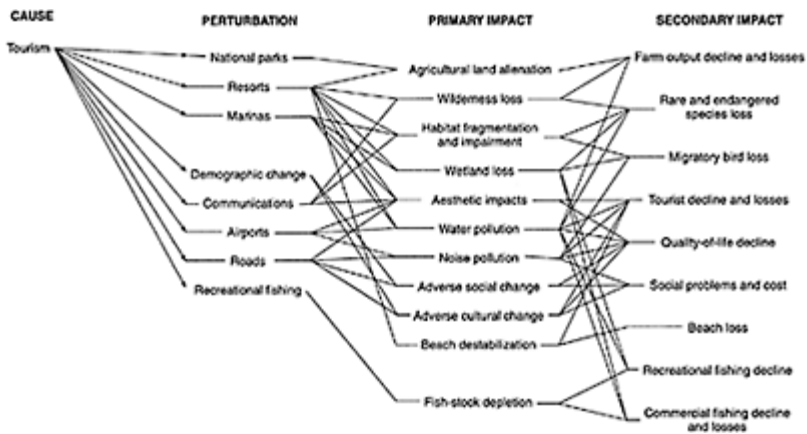 CAUSE
PERTURBATION
PRIMARY IMPACT
SECONDARY IMPACT
Tourism
National parks
Resorts
Marinas
Demographic change
Communications
Airports
Roads
Recreational fishing
Agricultural land alienation
Wilderness loss
Habitat fragmentation
and impairment
Wetland loss
Aesthetic impacts
Water pollution
Noise pollution
Adverse social change
Adverse cultural change
Beach destabilization
Fish-stock depletion
Farm output decline and losses
Rare and endangered
species loss
Migratory bird loss
Tourist decline and losses
Quality-of-life decline
Social problems and cost
Beach loss
Recreational fishing decline
Commercial fishing decline
and losses